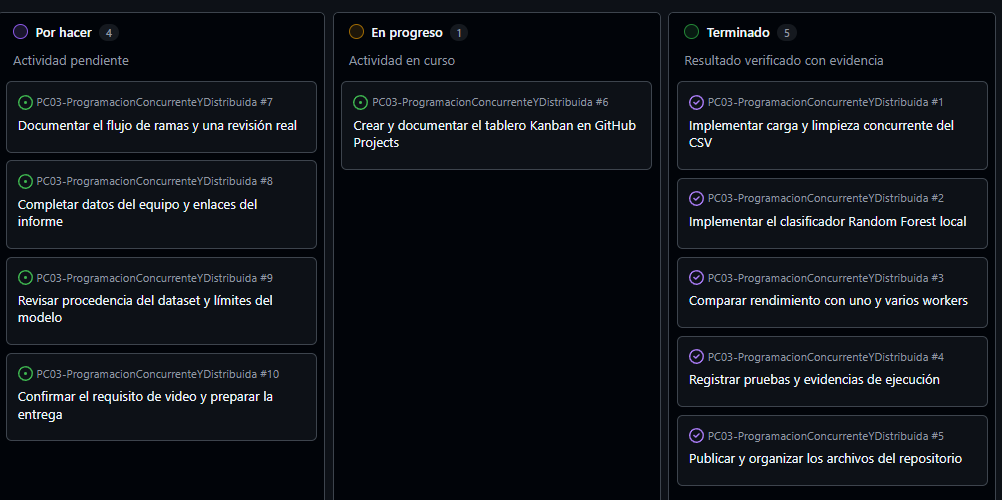 Por hacer 4
Actividad pendiente
PC03-ProgramacionConcurrenteYDistribuida #7
Documentar el flujo de ramas y una revisión real
PC03-ProgramacionConcurrenteYDistribuida #8
Completar datos del equipo y enlaces del
informe
PC03-ProgramacionConcurrenteYDistribuida #9
Revisar procedencia del dataset y límites del
modelo
PC03-ProgramacionConcurrenteYDistribuida #10
Confirmar el requisito de video y preparar la
entrega
En progreso 1
Actividad en curso
PC03-ProgramacionConcurrenteYDistribuida #6
Crear y documentar el tablero Kanban en GitHub
Projects
Terminado 5
Resultado verificado con evidencia
PC03-ProgramacionConcurrenteYDistribuida #1
Implementar carga y limpieza concurrente del
CSV
PC03-ProgramacionConcurrenteYDistribuida #2
Implementar el clasificador Random Forest local
PC03-ProgramacionConcurrenteYDistribuida #3
Comparar rendimiento con uno y varios workers
PC03-ProgramacionConcurrenteYDistribuida #4
Registrar pruebas y evidencias de ejecución
PC03-ProgramacionConcurrenteYDistribuida #5
Publicar y organizar los archivos del repositorio